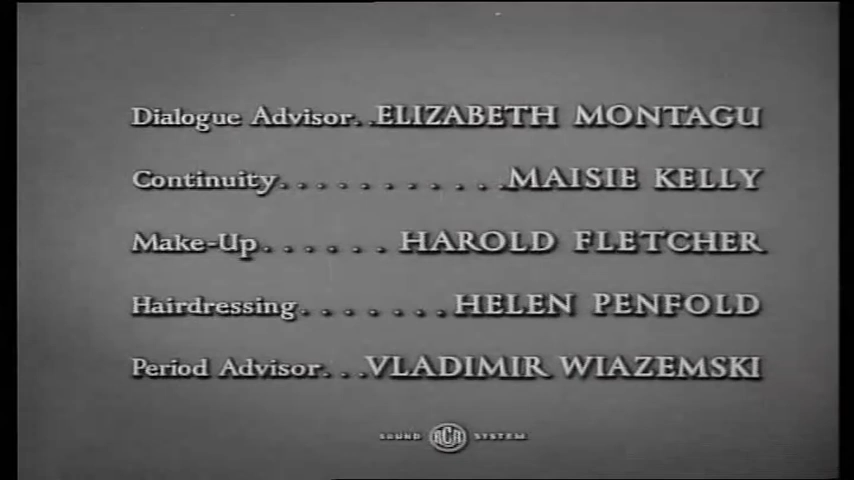 Dialogue Advisor. . ELIZABETH MONTAGU
Continuity. . . . . . . . . . . . MAISIE KELLY
Make-Up. . . . . . HAROLD FLETCHER
Hairdressing. . . . . . . HELEN PENFOLD
Period Advisor. . . VLADIMIR WIAZEMSKI
SOUND RCA SYSTEM